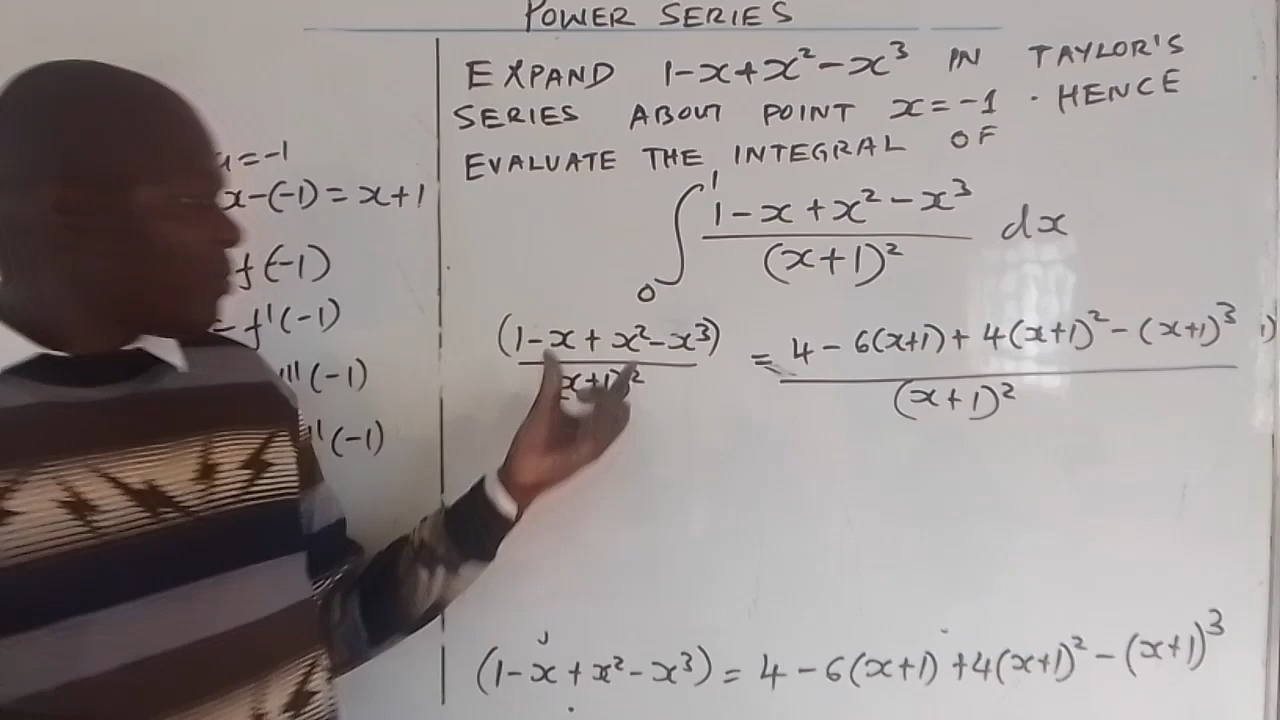 POWER SERIES
EXPAND 1-x+x²-x³ IN TAYLOR'S
SERIES ABOUT POINT x=-1. HENCE
EVALUATE THE INTEGRAL OF
∫₀¹ (1-x+x²-x³)/(x+1)² dx
(1-x+x²-x³)/(x+1)² = (4-6(x+1)+4(x+1)²-(x+1)³)/(x+1)²
(1-x+x²-x³) = 4-6(x+1)+4(x+1)²-(x+1)³
=-1
x-(-1)=x+1
f(-1)
= f'(-1)
(-1)
(-1)